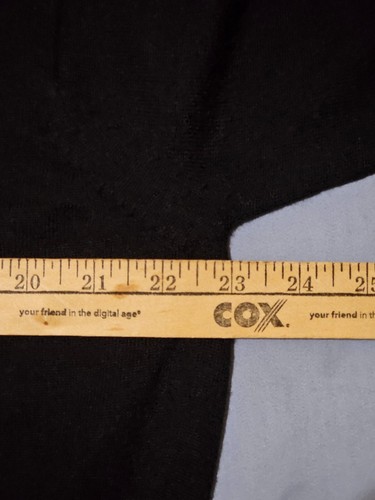 20 21 22 23 24 25
your friend in the digital age® COX. your friend in th